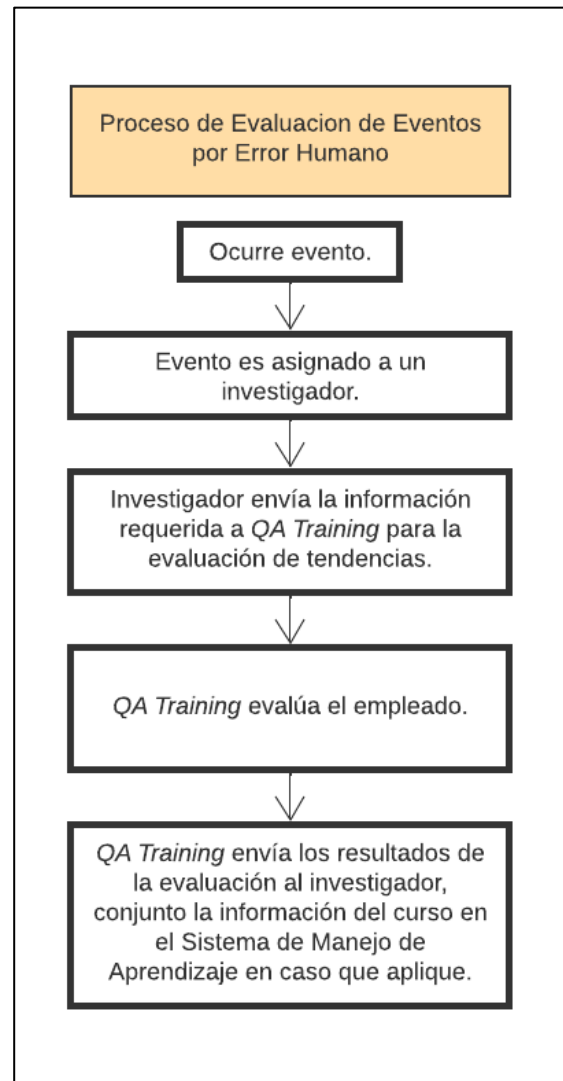 Proceso de Evaluacion de Eventos
por Error Humano
Ocurre evento.
Evento es asignado a un
investigador.
Investigador envía la información
requerida a QA Training para la
evaluación de tendencias.
QA Training evalúa el empleado.
QA Training envía los resultados de
la evaluación al investigador,
conjunto la información del curso en
el Sistema de Manejo de
Aprendizaje en caso que aplique.